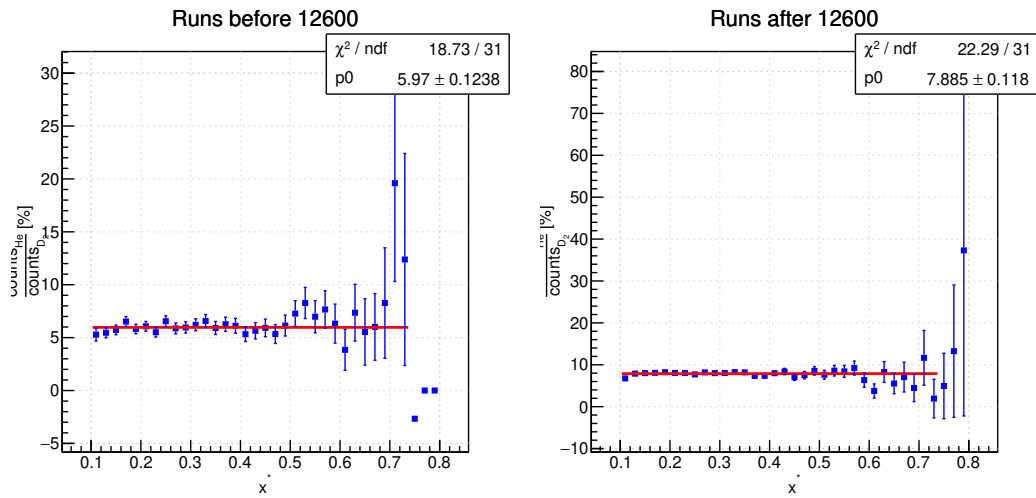 Runs before 12600
χ² / ndf 18.73 / 31
p0 5.97 ± 0.1238
30
25
20
15
10
5
0
−5
counts_He / counts_D₂ [%]
0.1 0.2 0.3 0.4 0.5 0.6 0.7 0.8
x*
Runs after 12600
χ² / ndf 22.29 / 31
p0 7.885 ± 0.118
80
70
60
50
40
30
20
10
0
−10
counts_D₂ [%]
0.1 0.2 0.3 0.4 0.5 0.6 0.7 0.8
x*